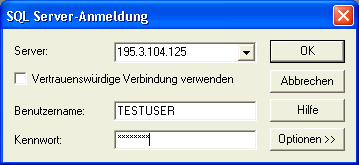 SQL Server-Anmeldung
Server: 195.3.104.125 OK
Vertrauenswürdige Verbindung verwenden Abbrechen
Benutzername: TESTUSER Hilfe
Kennwort: ******** Optionen >>